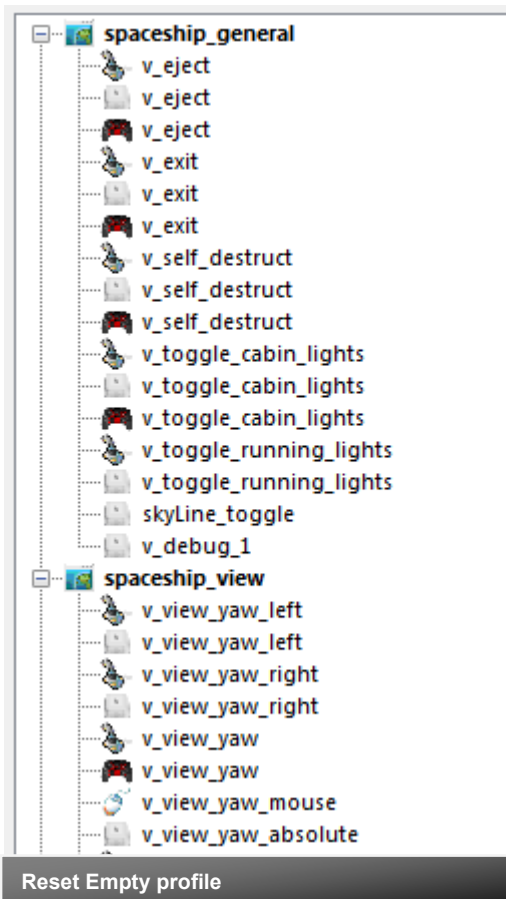 spaceship_general
v_eject
v_eject
v_eject
v_exit
v_exit
v_exit
v_self_destruct
v_self_destruct
v_self_destruct
v_toggle_cabin_lights
v_toggle_cabin_lights
v_toggle_cabin_lights
v_toggle_running_lights
v_toggle_running_lights
skyLine_toggle
v_debug_1
spaceship_view
v_view_yaw_left
v_view_yaw_left
v_view_yaw_right
v_view_yaw_right
v_view_yaw
v_view_yaw
v_view_yaw_mouse
v_view_yaw_absolute
Reset Empty profile